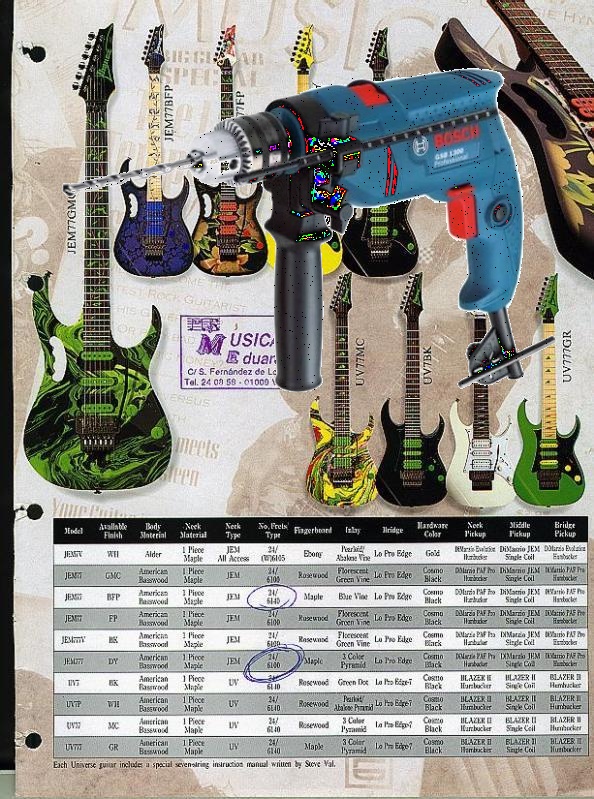 MUSIC
BIG GUITAR
SPECIAL
JEM77GMC
JEM77BFP
BOSCH
GSB 1300
Professional
ÚSICA
Eduar
C/ S. Fernández de
Tel. 24 08 58 - 01009
UV77MC
UV7BK
UV777GR
VERSUS
meets
Model Available Finish Body Material Neck Material Neck Type No. Frets/ Type Fingerboard Inlay Bridge Hardware Color Neck Pickup Middle Pickup Bridge Pickup
JEM7V WH Alder 1 Piece Maple JEM All Access 24/ (W)6105 Ebony Pearloid/ Abalone Vine Lo Pro Edge Gold DiMarzio Evolution Humbucker DiMarzio JEM Single Coil DiMarzio Evolution Humbucker
JEM77 GMC American Basswood 1 Piece Maple JEM 24/ 6100 Rosewood Florescent Green Vine Lo Pro Edge Cosmo Black DiMarzio PAF Pro Humbucker DiMarzio JEM Single Coil DiMarzio PAF Pro Humbucker
JEM77 BFP American Basswood 1 Piece Maple JEM 24/ 6140 Maple Blue Vine Lo Pro Edge Cosmo Black DiMarzio PAF Pro Humbucker DiMarzio JEM Single Coil DiMarzio PAF Pro Humbucker
JEM77 FP American Basswood 1 Piece Maple JEM 24/ 6100 Rosewood Florescent Green Vine Lo Pro Edge Cosmo Black DiMarzio PAF Pro Humbucker DiMarzio JEM Single Coil DiMarzio PAF Pro Humbucker
JEM777V BK American Basswood 1 Piece Maple JEM 24/ 6100 Rosewood Florescent Green Vine Lo Pro Edge Cosmo Black DiMarzio PAF Pro Humbucker DiMarzio JEM Single Coil DiMarzio PAF Pro Humbucker
JEM777 DY American Basswood 1 Piece Maple JEM 24/ 6100 Maple 3 Color Pyramid Lo Pro Edge Cosmo Black DiMarzio PAF Pro Humbucker DiMarzio JEM Single Coil DiMarzio PAF Pro Humbucker
UV7 BK American Basswood 1 Piece Maple UV 24/ 6140 Rosewood Green Dot Lo Pro Edge-7 Cosmo Black BLAZER II Humbucker BLAZER II Single Coil BLAZER II Humbucker
UV7P WH American Basswood 1 Piece Maple UV 24/ 6140 Rosewood Pearloid/ Abalone Pyramid Lo Pro Edge-7 Cosmo Black BLAZER II Humbucker BLAZER II Single Coil BLAZER II Humbucker
UV77 MC American Basswood 1 Piece Maple UV 24/ 6140 Rosewood 3 Color Pyramid Lo Pro Edge-7 Cosmo Black BLAZER II Humbucker BLAZER II Single Coil BLAZER II Humbucker
UV777 GR American Basswood 1 Piece Maple UV 24/ 6140 Maple 3 Color Pyramid Lo Pro Edge-7 Cosmo Black BLAZER II Humbucker BLAZER II Single Coil BLAZER II Humbucker
Each Universe guitar includes a special seven-string instruction manual written by Steve Vai.